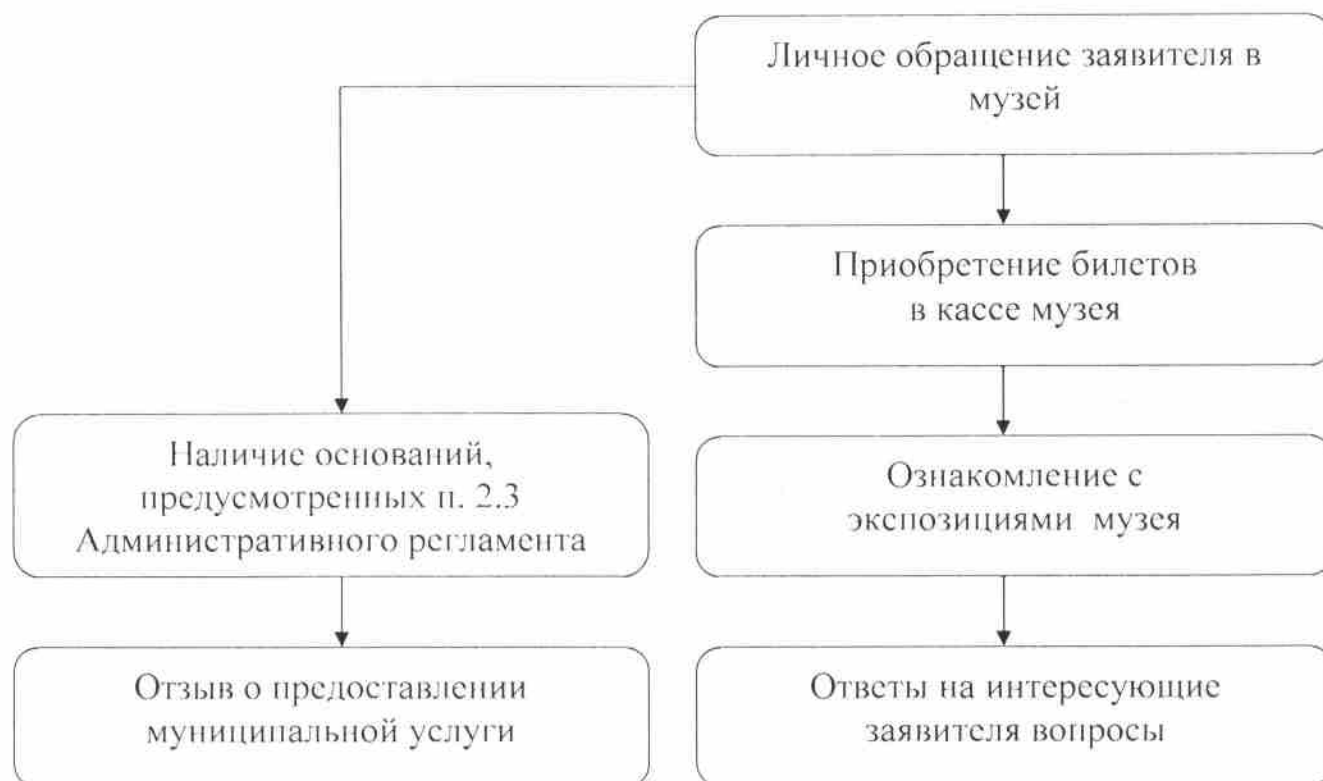 Личное обращение заявителя в
музей
Приобретение билетов
в кассе музея
Наличие оснований,
предусмотренных п. 2.3
Административного регламента
Ознакомление с
экспозициями музея
Отзыв о предоставлении
муниципальной услуги
Ответы на интересующие
заявителя вопросы